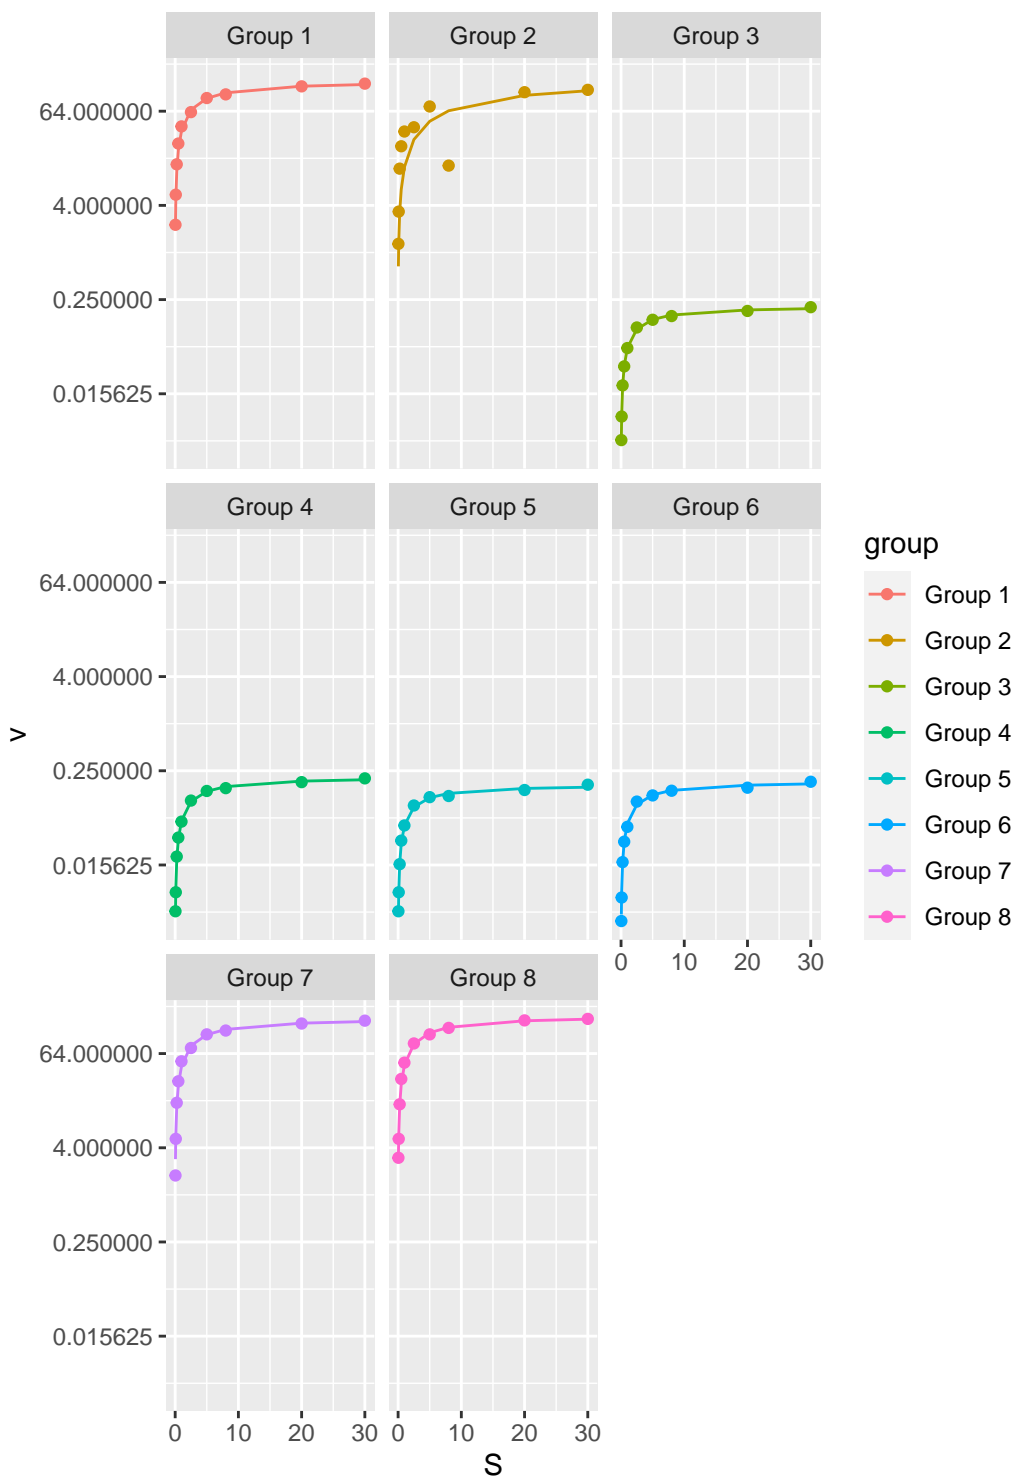 Group 1
Group 2
Group 3
64.000000
4.000000
0.250000
0.015625
Group 4
Group 5
Group 6
64.000000
4.000000
0.250000
0.015625
0 10 20 30
Group 7
Group 8
64.000000
4.000000
0.250000
0.015625
0 10 20 30
0 10 20 30
S
v
group
Group 1
Group 2
Group 3
Group 4
Group 5
Group 6
Group 7
Group 8